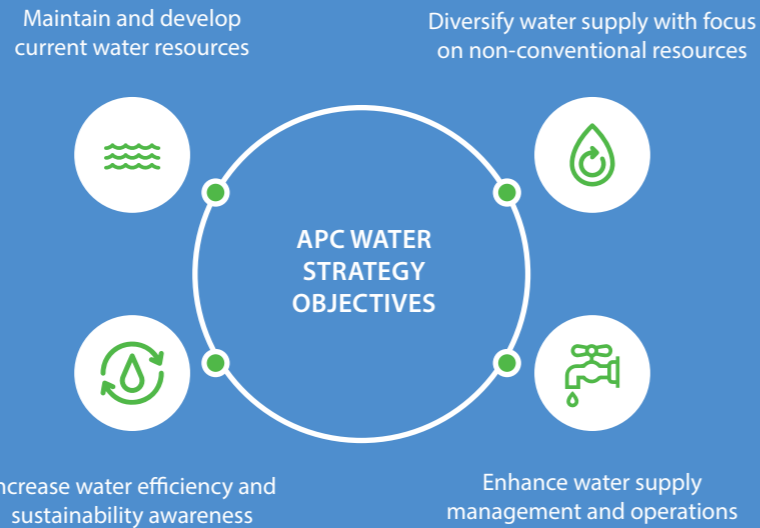 Maintain and develop
current water resources
Diversify water supply with focus
on non-conventional resources
APC WATER
STRATEGY
OBJECTIVES
ncrease water efficiency and
sustainability awareness
Enhance water supply
management and operations